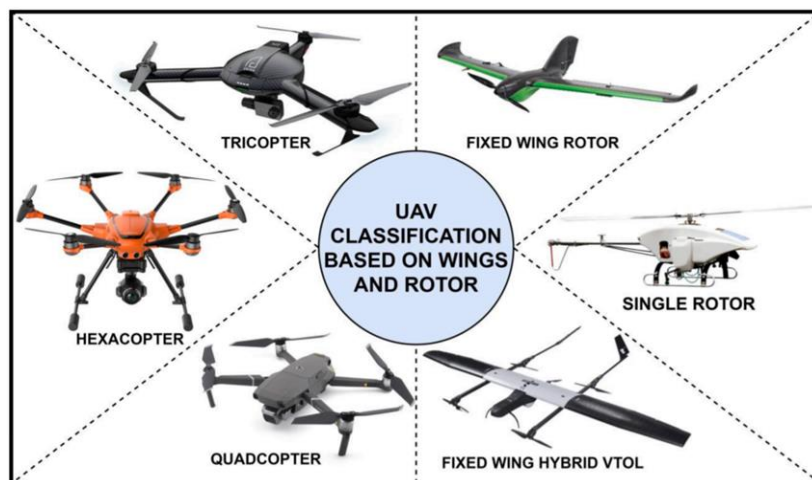 TRICOPTER
FIXED WING ROTOR
UAV
CLASSIFICATION
BASED ON WINGS
AND ROTOR
HEXACOPTER
SINGLE ROTOR
QUADCOPTER
FIXED WING HYBRID VTOL